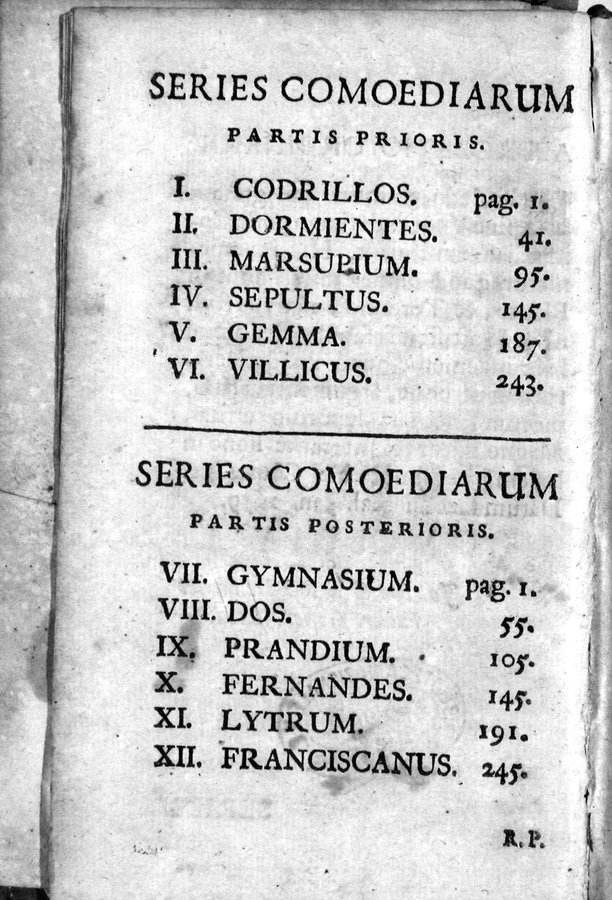 SERIES COMOEDIARUM
PARTIS PRIORIS.
I. CODRILLOS. pag. 1.
II. DORMIENTES. 41.
III. MARSUPIUM. 95.
IV. SEPULTUS. 145.
V. GEMMA. 187.
VI. VILLICUS. 243.
SERIES COMOEDIARUM
PARTIS POSTERIORIS.
VII. GYMNASIUM. pag. 1.
VIII. DOS. 55.
IX. PRANDIUM. 105.
X. FERNANDES. 145.
XI. LYTRUM. 191.
XII. FRANCISCANUS. 245.
R.P.